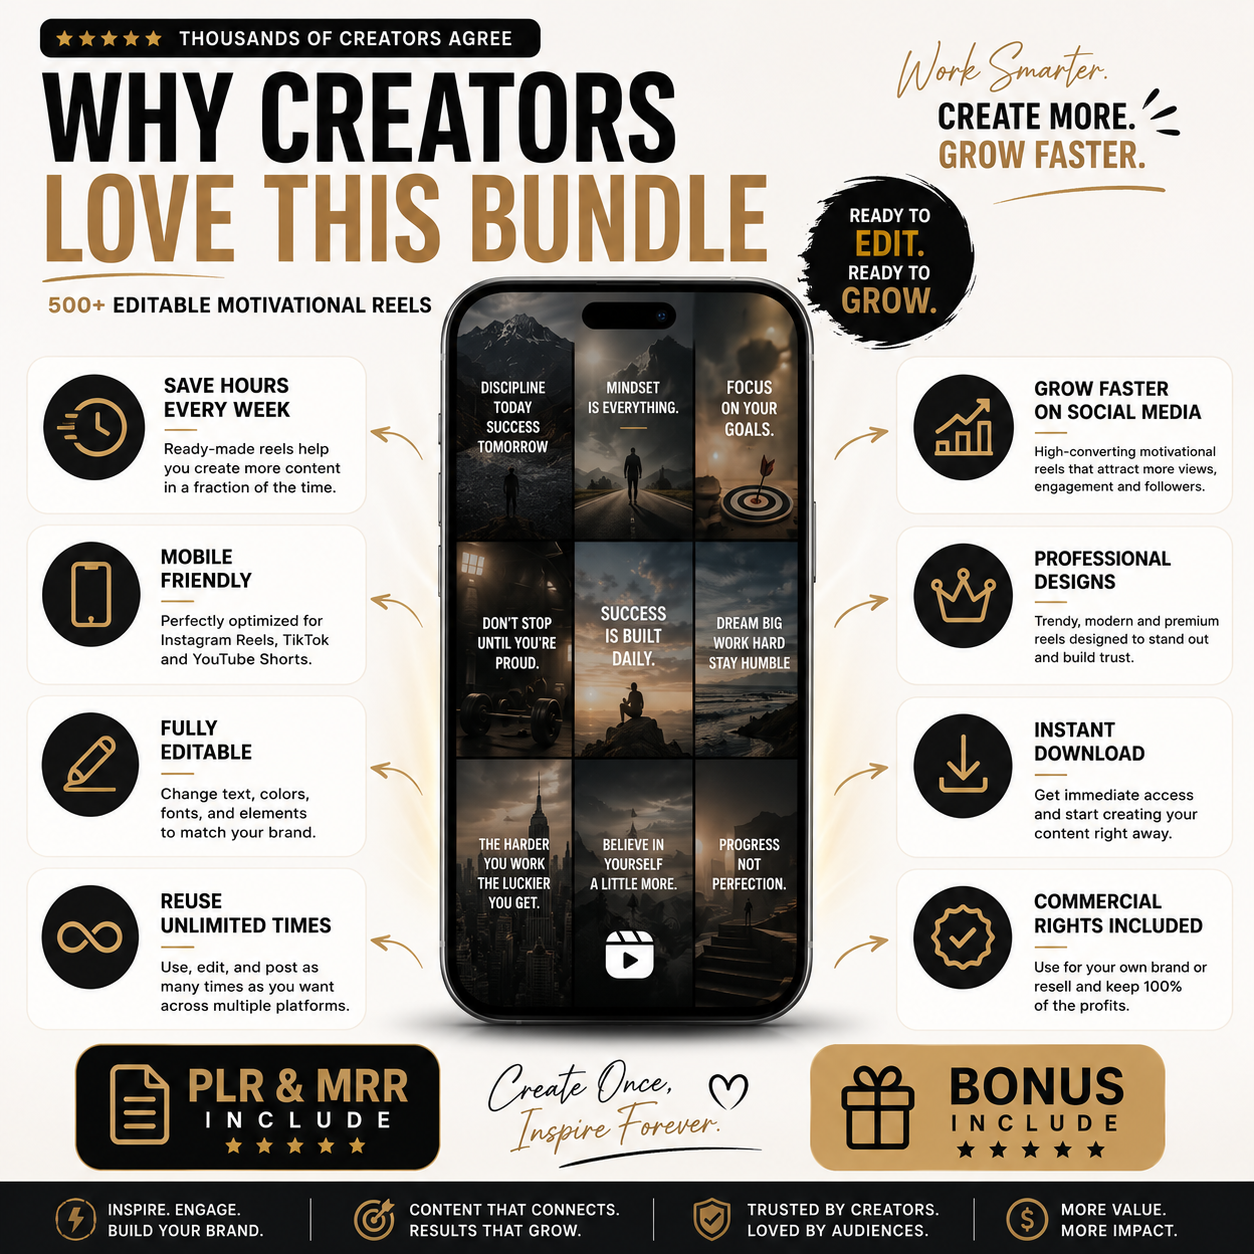 THOUSANDS OF CREATORS AGREE
WHY CREATORS
LOVE THIS BUNDLE
500+ EDITABLE MOTIVATIONAL REELS
Work Smarter.
CREATE MORE.
GROW FASTER.
READY TO
EDIT.
READY TO
GROW.
SAVE HOURS
EVERY WEEK
Ready-made reels help
you create more content
in a fraction of the time.
MOBILE
FRIENDLY
Perfectly optimized for
Instagram Reels, TikTok
and YouTube Shorts.
FULLY
EDITABLE
Change text, colors,
fonts, and elements
to match your brand.
REUSE
UNLIMITED TIMES
Use, edit, and post as
many times as you want
across multiple platforms.
DISCIPLINE
TODAY
SUCCESS
TOMORROW
MINDSET
IS EVERYTHING.
FOCUS
ON YOUR
GOALS.
DON'T STOP
UNTIL YOU'RE
PROUD.
SUCCESS
IS BUILT
DAILY.
DREAM BIG
WORK HARD
STAY HUMBLE
THE HARDER
YOU WORK
THE LUCKIER
YOU GET.
BELIEVE IN
YOURSELF
A LITTLE MORE.
PROGRESS
NOT
PERFECTION.
GROW FASTER
ON SOCIAL MEDIA
High-converting motivational
reels that attract more views,
engagement and followers.
PROFESSIONAL
DESIGNS
Trendy, modern and premium
reels designed to stand out
and build trust.
INSTANT
DOWNLOAD
Get immediate access
and start creating your
content right away.
COMMERCIAL
RIGHTS INCLUDED
Use for your own brand or
resell and keep 100%
of the profits.
PLR & MRR
INCLUDE
Create Once,
Inspire Forever.
BONUS
INCLUDE
INSPIRE. ENGAGE.
BUILD YOUR BRAND.
CONTENT THAT CONNECTS.
RESULTS THAT GROW.
TRUSTED BY CREATORS.
LOVED BY AUDIENCES.
$
MORE VALUE.
MORE IMPACT.